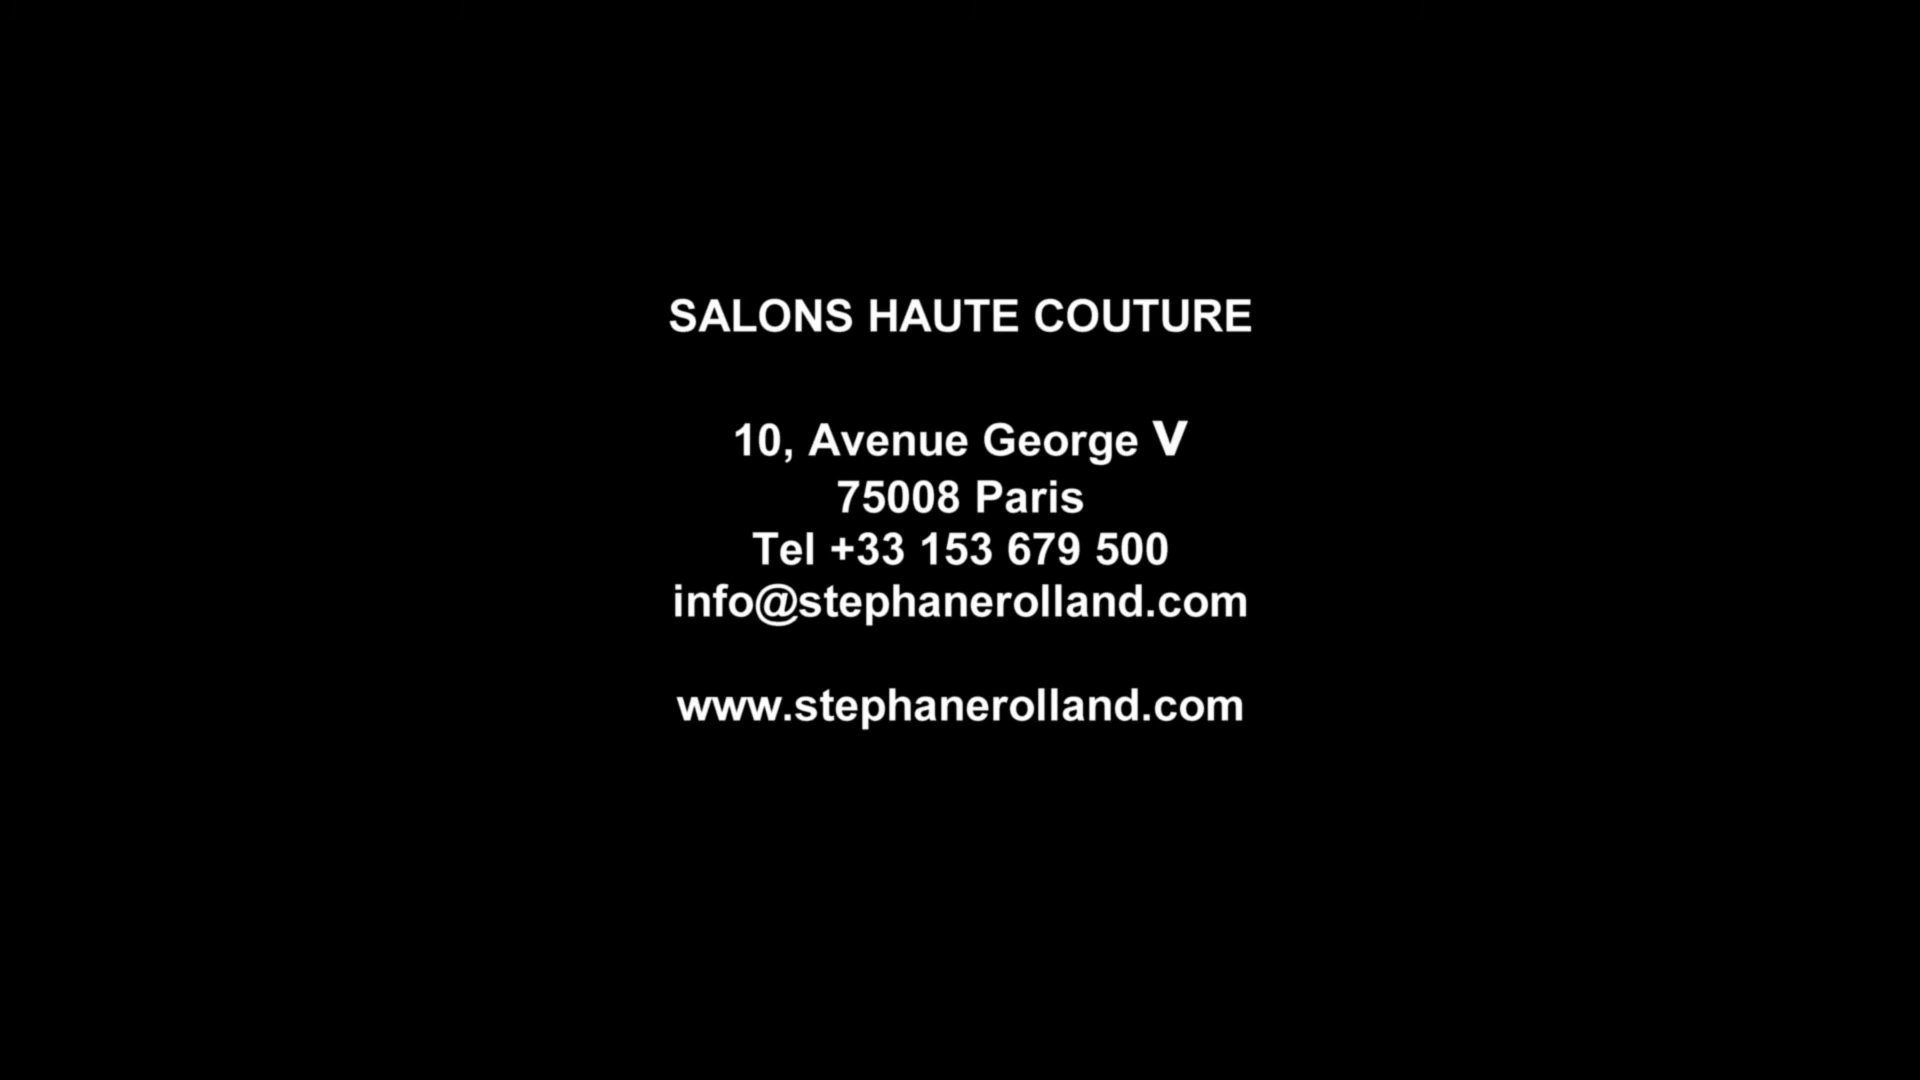 SALONS HAUTE COUTURE
10, Avenue George V
75008 Paris
Tel +33 153 679 500
info@stephanerolland.com
www.stephanerolland.com